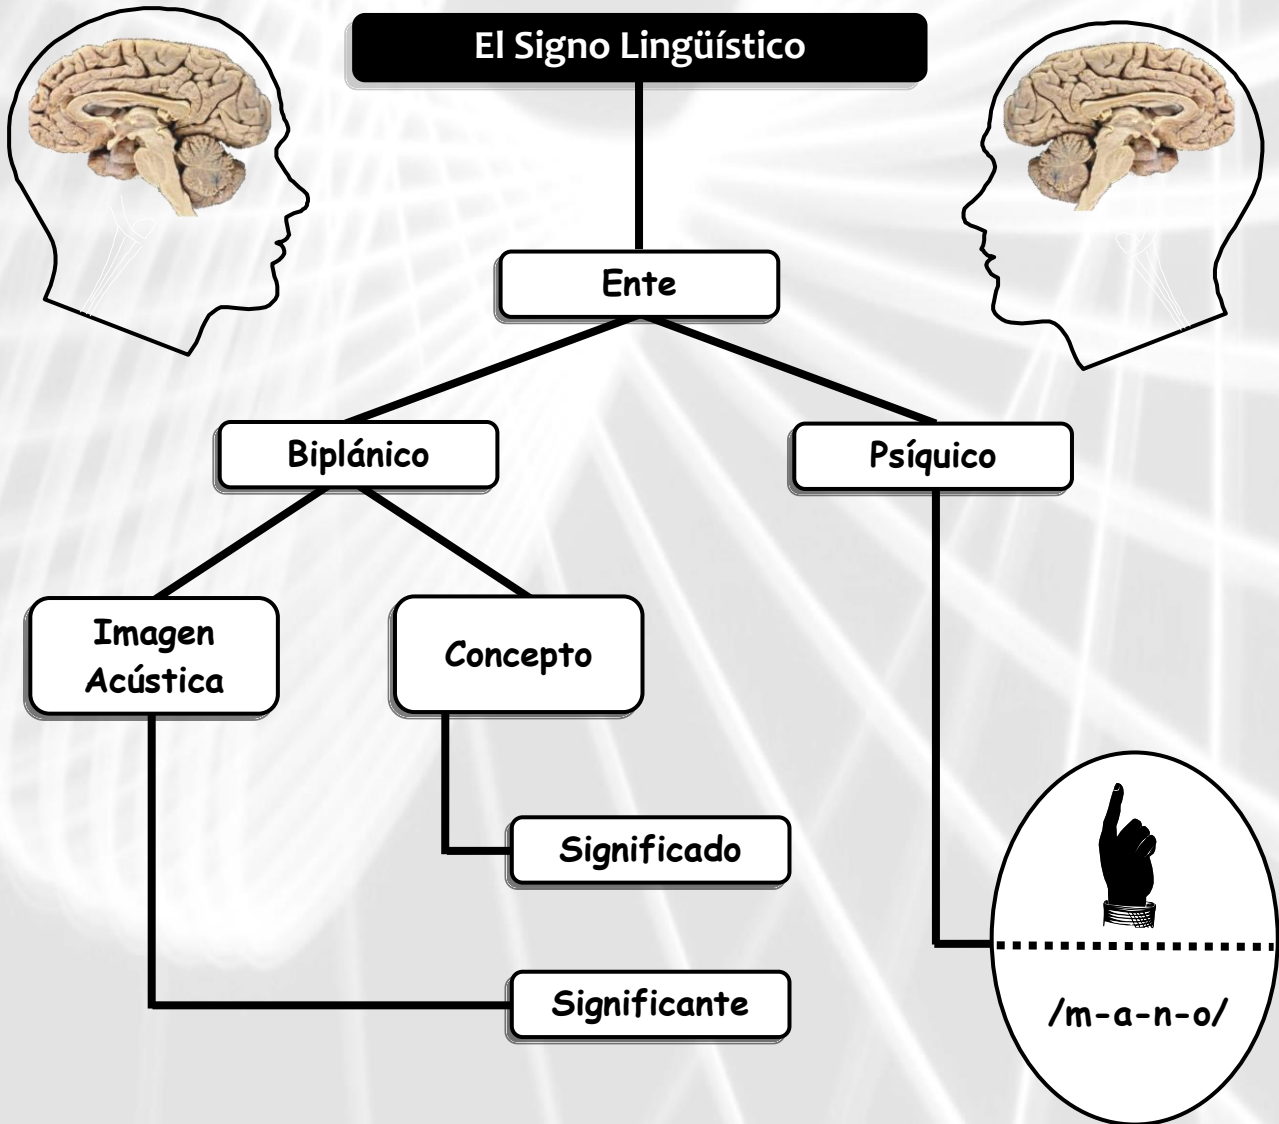 El Signo Lingüístico
Ente
Biplánico
Psíquico
Imagen
Acústica
Concepto
Significado
Significante
/m-a-n-o/